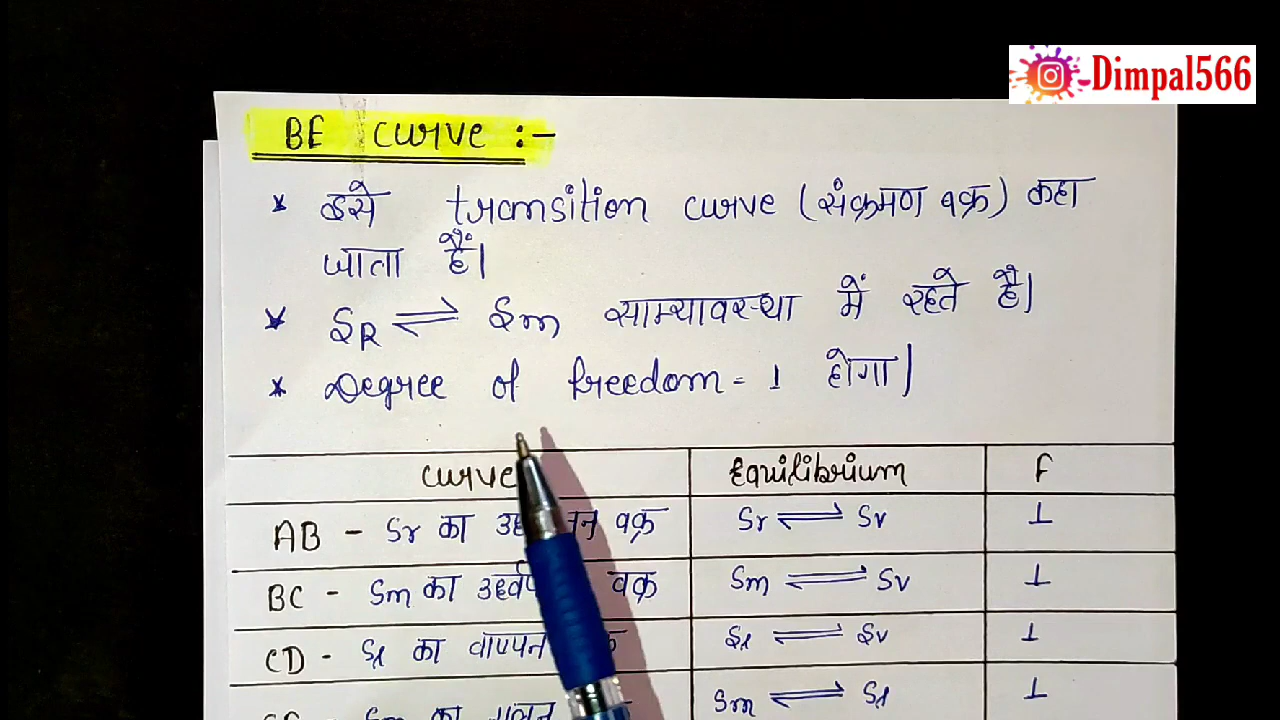 Dimpal566
BE curve :-
* इसे transition curve (संक्रमण वक्र) कहा
जाता हैं।
* SR ⇌ Sm साम्यावस्था में रहते है।
* Degree of freedom = 1 होगा।
curve Equilibrium F
AB - Sr का वक्र Sr ⇌ Sv 1
BC - Sm का वक्र Sm ⇌ Sv 1
CD - Sl का वाष्पन Sl ⇌ Sv 1
Sm का Sm ⇌ Sl 1